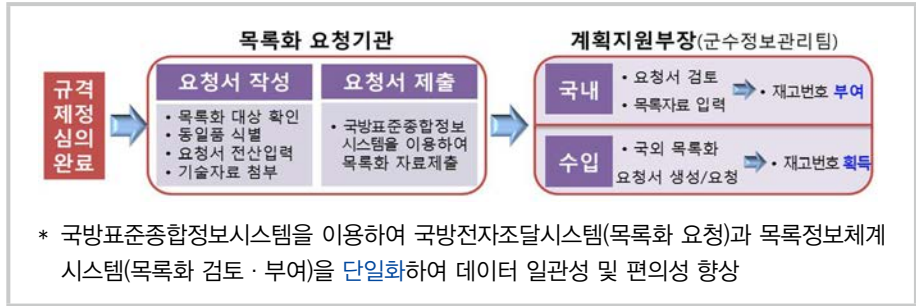 목록화 요청기관
계획지원부장(군수정보관리팀)
규격
제정
심의
완료
요청서 작성
• 목록화 대상 확인
• 동일품 식별
• 요청서 전산입력
• 기술자료 첨부
요청서 제출
• 국방표준종합정보
시스템을 이용하여
목록화 자료제출
국내
• 요청서 검토
• 목록자료 입력
• 재고번호 부여
수입
• 국외 목록화
요청서 생성/요청
• 재고번호 획득
* 국방표준종합정보시스템을 이용하여 국방전자조달시스템(목록화 요청)과 목록정보체계
시스템(목록화 검토 · 부여)을 단일화하여 데이터 일관성 및 편의성 향상